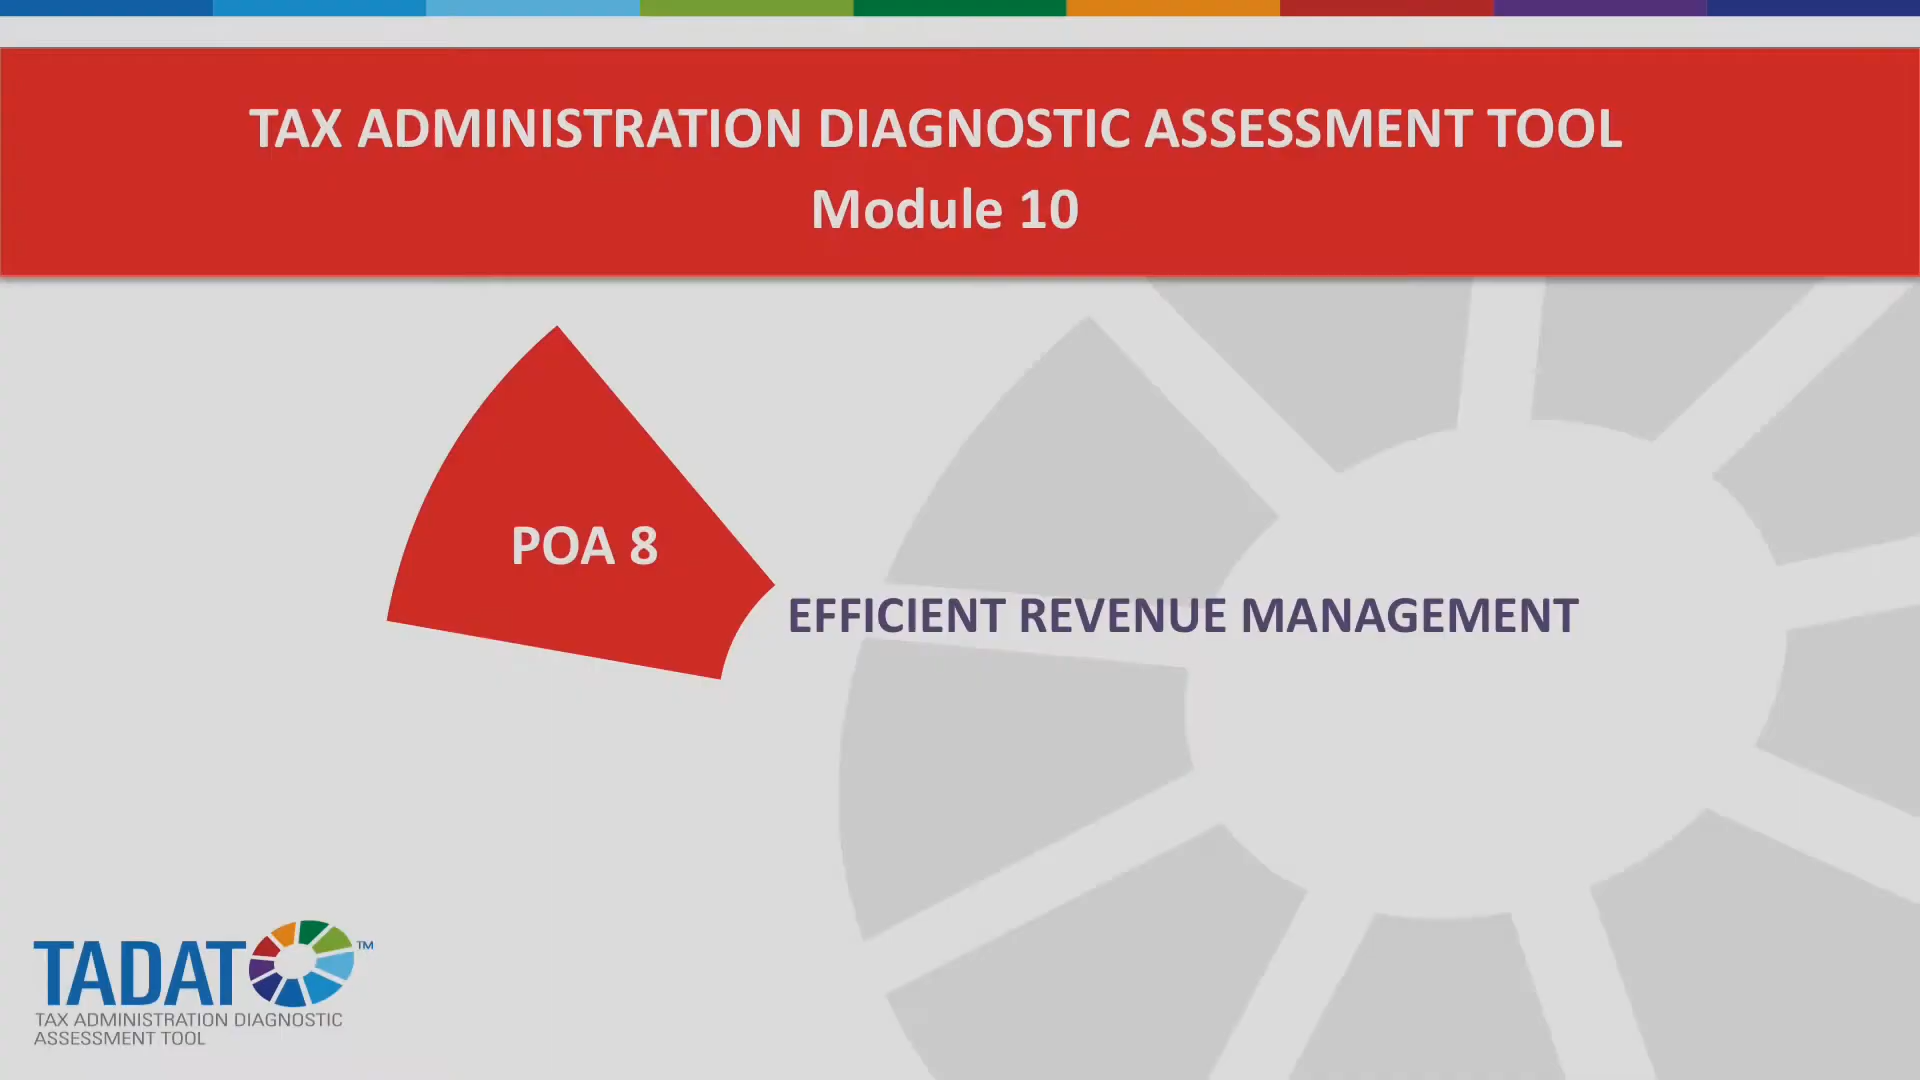 TAX ADMINISTRATION DIAGNOSTIC ASSESSMENT TOOL
Module 10
POA 8
EFFICIENT REVENUE MANAGEMENT
TADAT™
TAX ADMINISTRATION DIAGNOSTIC
ASSESSMENT TOOL